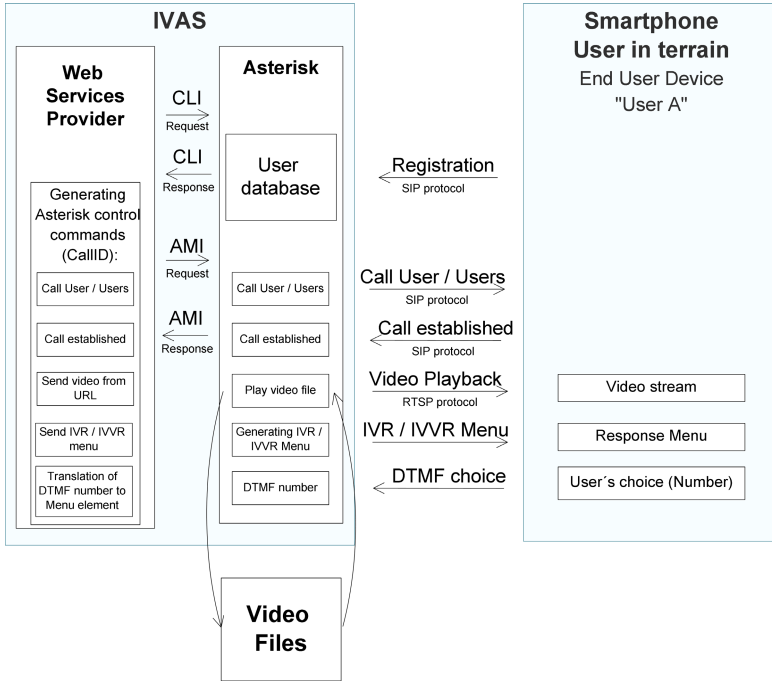 IVAS
Web
Services
Provider
Generating
Asterisk control
commands
(CallID):
Call User / Users
Call established
Send video from
URL
Send IVR / IVVR
menu
Translation of
DTMF number to
Menu element
CLI
Request
CLI
Response
AMI
Request
AMI
Response
Asterisk
User
database
Call User / Users
Call established
Play video file
Generating IVR /
IVVR Menu
DTMF number
Video
Files
Registration
SIP protocol
Call User / Users
SIP protocol
Call established
SIP protocol
Video Playback
RTSP protocol
IVR / IVVR Menu
DTMF choice
Smartphone
User in terrain
End User Device
"User A"
Video stream
Response Menu
User´s choice (Number)